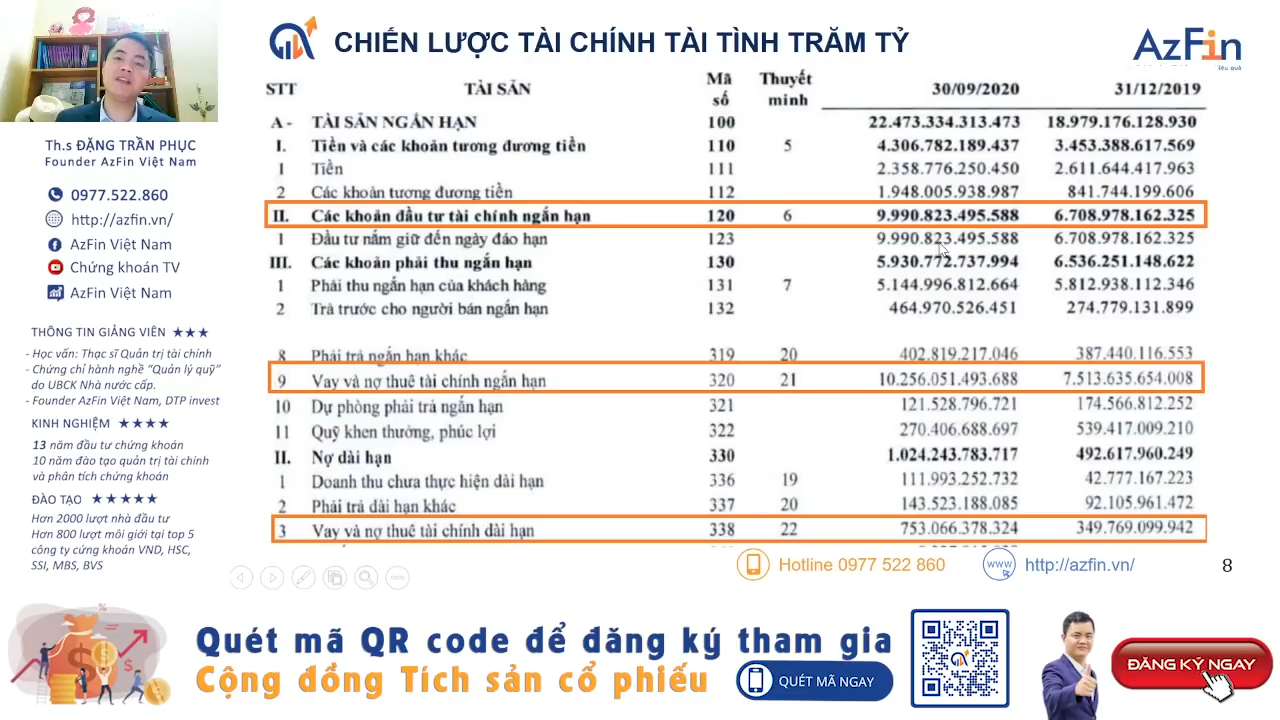 CHIẾN LƯỢC TÀI CHÍNH TÀI TÌNH TRĂM TỶ
AzFin
Th.s ĐẶNG TRẦN PHỤC
Founder AzFin Việt Nam
0977.522.860
http://azfin.vn/
AzFin Việt Nam
Chứng khoán TV
AzFin Việt Nam
THÔNG TIN GIẢNG VIÊN ★★★
- Học vấn: Thạc sĩ Quản trị tài chính
- Chứng chỉ hành nghề "Quản lý quỹ"
do UBCK Nhà nước cấp.
- Founder AzFin Việt Nam, DTP invest
KINH NGHIỆM ★★★★
13 năm đầu tư chứng khoán
10 năm đào tạo quản trị tài chính
và phân tích chứng khoán
ĐÀO TẠO ★★★★★
Hơn 2000 lượt nhà đầu tư
Hơn 800 lượt môi giới tại top 5
công ty cứng khoán VND, HSC,
SSI, MBS, BVS
STT TÀI SẢN Mã số Thuyết minh 30/09/2020 31/12/2019
A - TÀI SẢN NGẮN HẠN 100 22.473.334.313.473 18.979.176.128.930
I. Tiền và các khoản tương đương tiền 110 5 4.306.782.189.437 3.453.388.617.569
1 Tiền 111 2.358.776.250.450 2.611.644.417.963
2 Các khoản tương đương tiền 112 1.948.005.938.987 841.744.199.606
II. Các khoản đầu tư tài chính ngắn hạn 120 6 9.990.823.495.588 6.708.978.162.325
1 Đầu tư nắm giữ đến ngày đáo hạn 123 9.990.823.495.588 6.708.978.162.325
III. Các khoản phải thu ngắn hạn 130 5.930.772.737.994 6.536.251.148.622
1 Phải thu ngắn hạn của khách hàng 131 7 5.144.996.812.664 5.812.938.112.346
2 Trả trước cho người bán ngắn hạn 132 464.970.526.451 274.779.131.899
8 Phải trả ngắn hạn khác 319 20 402.819.217.046 387.440.116.553
9 Vay và nợ thuê tài chính ngắn hạn 320 21 10.256.051.493.688 7.513.635.654.008
10 Dự phòng phải trả ngắn hạn 321 121.528.796.721 174.566.812.252
11 Quỹ khen thưởng, phúc lợi 322 270.406.688.697 539.417.009.210
II. Nợ dài hạn 330 1.024.243.783.717 492.617.960.249
1 Doanh thu chưa thực hiện dài hạn 336 19 111.993.252.732 42.777.167.223
2 Phải trả dài hạn khác 337 20 143.523.188.085 92.105.961.472
3 Vay và nợ thuê tài chính dài hạn 338 22 753.066.378.324 349.769.099.942
Hotline 0977 522 860
www http://azfin.vn/
8
Quét mã QR code để đăng ký tham gia
Cộng đồng Tích sản cổ phiếu
QUÉT MÃ NGAY
ĐĂNG KÝ NGAY